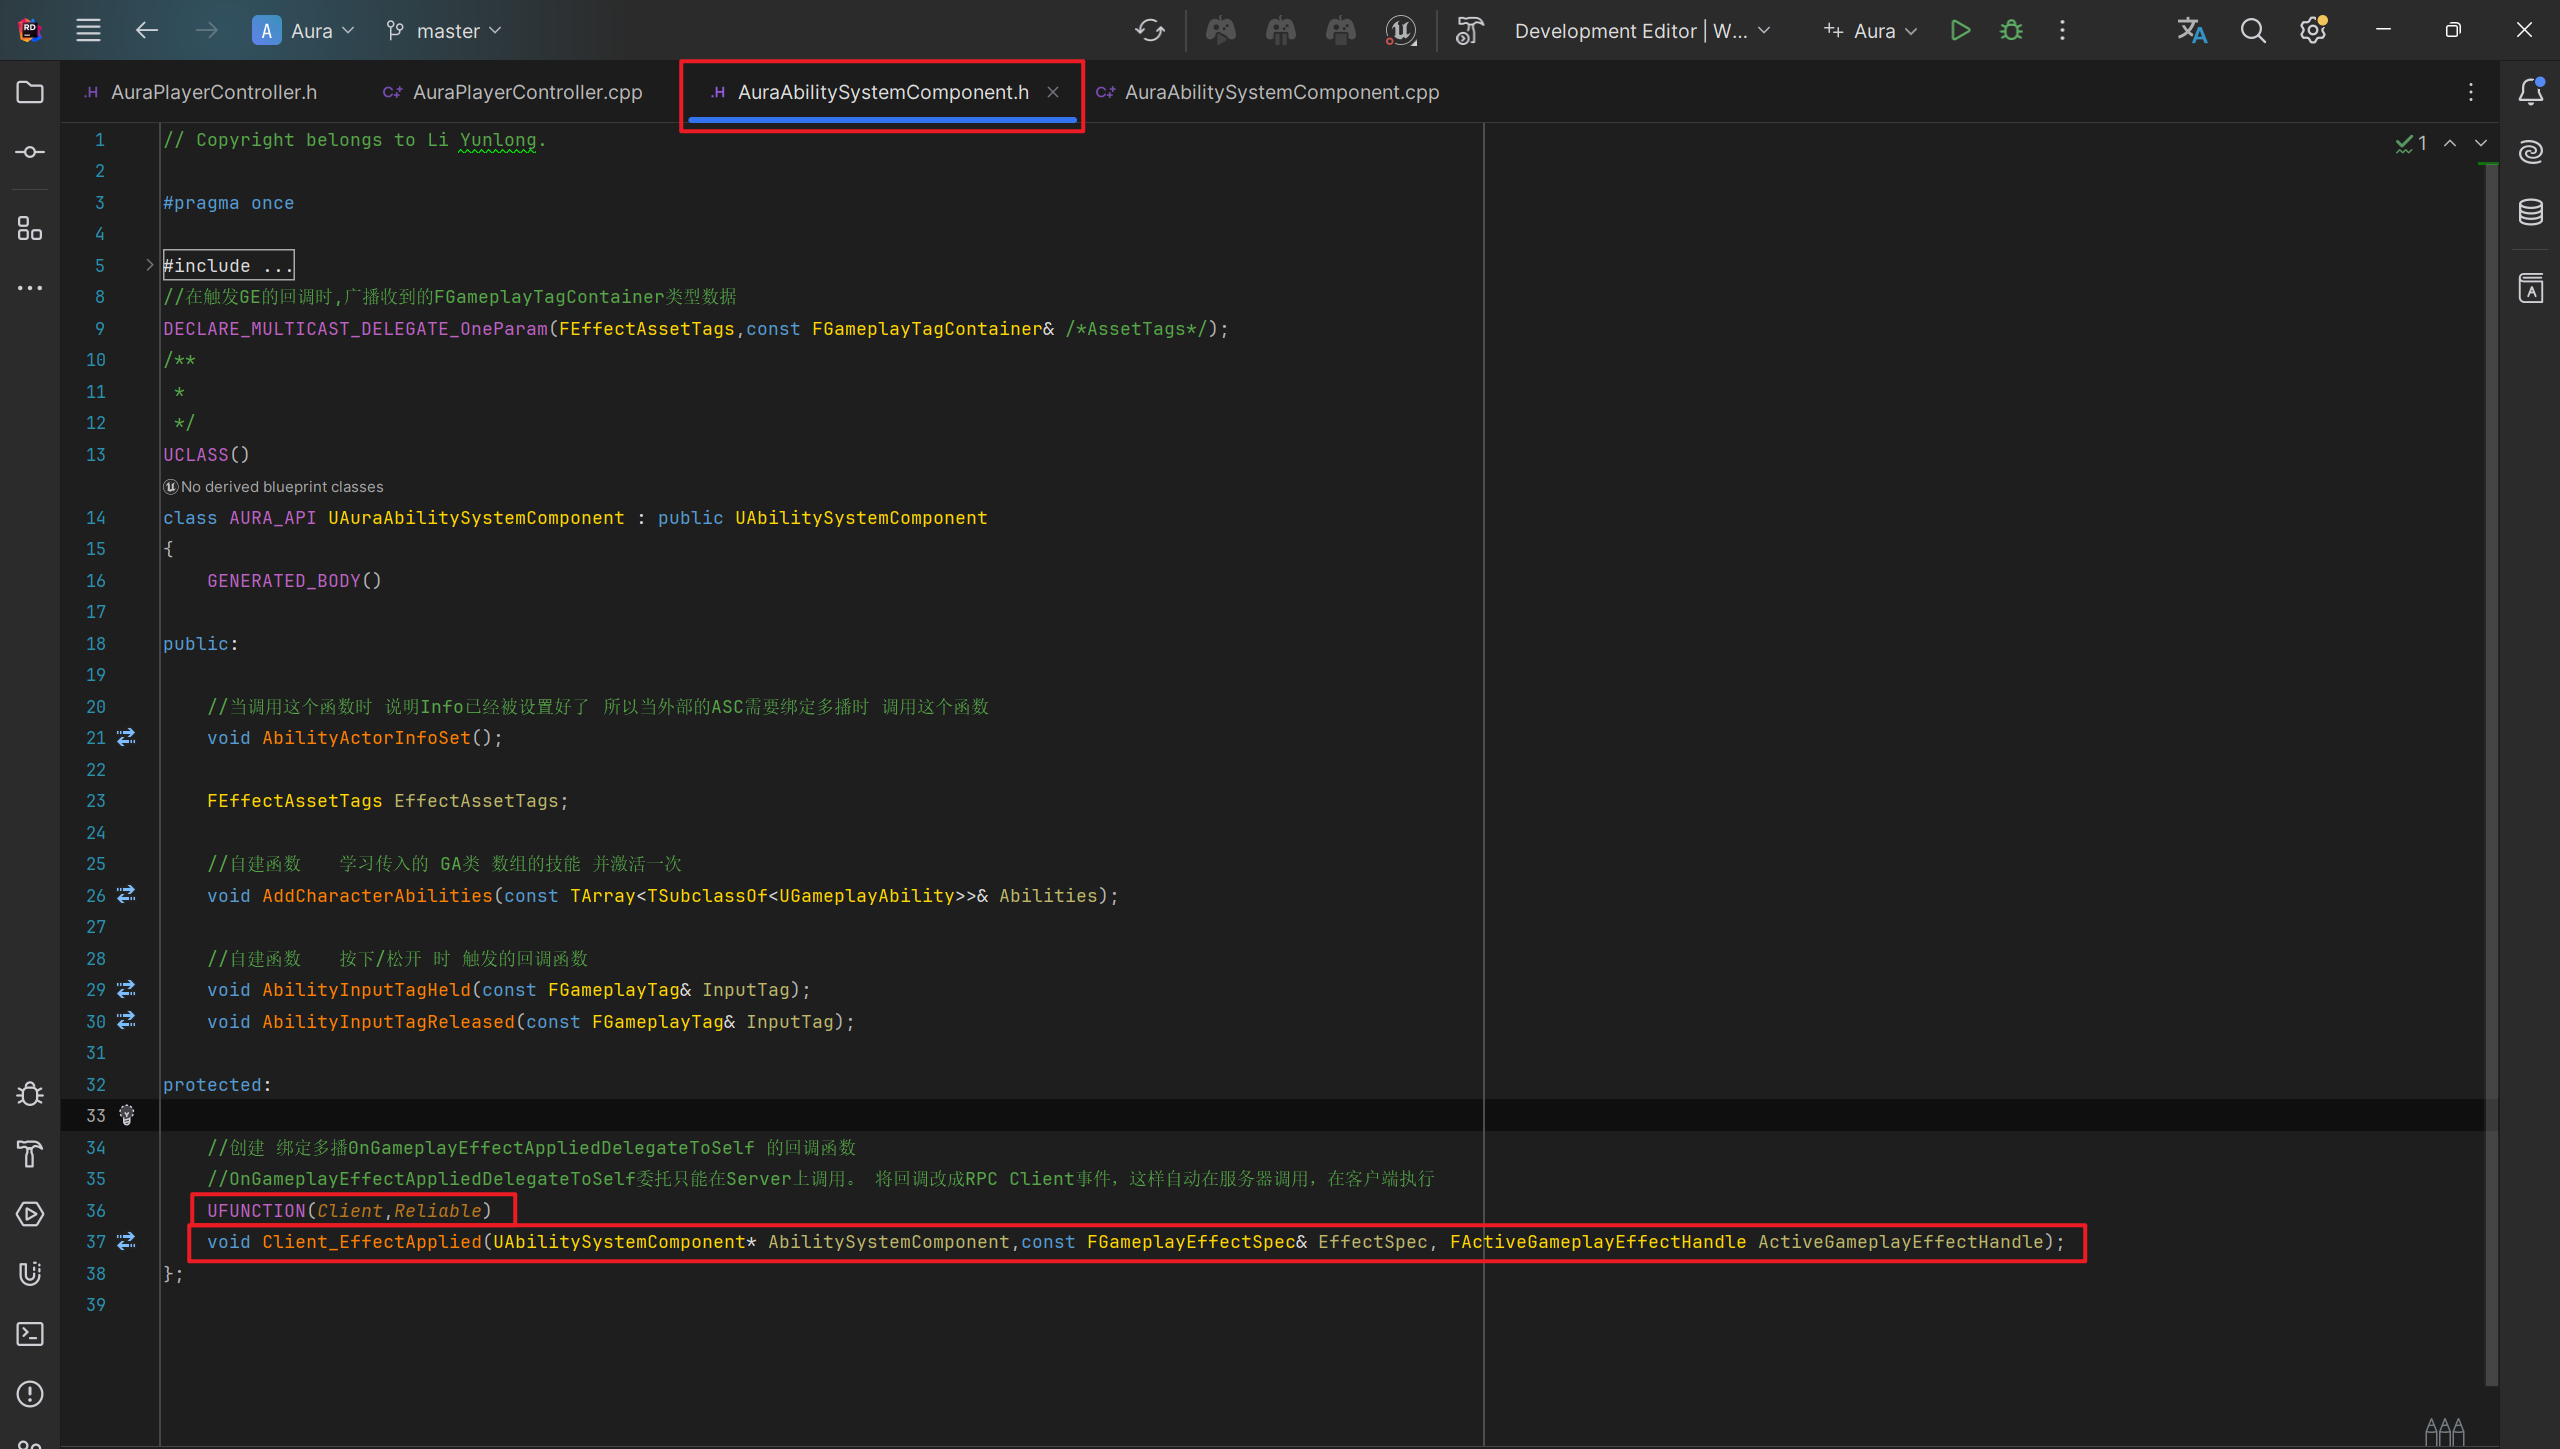 Aura
master
Development Editor | W...
Aura
AuraPlayerController.h
AuraPlayerController.cpp
AuraAbilitySystemComponent.h
AuraAbilitySystemComponent.cpp
1 // Copyright belongs to Li Yunlong.
2
3 #pragma once
4
5 #include ...
8 //在触发GE的回调时,广播收到的FGameplayTagContainer类型数据
9 DECLARE_MULTICAST_DELEGATE_OneParam(FEffectAssetTags,const FGameplayTagContainer& /*AssetTags*/);
10 /**
11 *
12 */
13 UCLASS()
No derived blueprint classes
14 class AURA_API UAuraAbilitySystemComponent : public UAbilitySystemComponent
15 {
16 GENERATED_BODY()
17
18 public:
19
20 //当调用这个函数时 说明Info已经被设置好了 所以当外部的ASC需要绑定多播时 调用这个函数
21 void AbilityActorInfoSet();
22
23 FEffectAssetTags EffectAssetTags;
24
25 //自建函数 学习传入的 GA类 数组的技能 并激活一次
26 void AddCharacterAbilities(const TArray<TSubclassOf<UGameplayAbility>>& Abilities);
27
28 //自建函数 按下/松开 时 触发的回调函数
29 void AbilityInputTagHeld(const FGameplayTag& InputTag);
30 void AbilityInputTagReleased(const FGameplayTag& InputTag);
31
32 protected:
33
34 //创建 绑定多播OnGameplayEffectAppliedDelegateToSelf 的回调函数
35 //OnGameplayEffectAppliedDelegateToSelf委托只能在Server上调用。 将回调改成RPC Client事件，这样自动在服务器调用，在客户端执行
36 UFUNCTION(Client,Reliable)
37 void Client_EffectApplied(UAbilitySystemComponent* AbilitySystemComponent,const FGameplayEffectSpec& EffectSpec, FActiveGameplayEffectHandle ActiveGameplayEffectHandle);
38 };
39
1